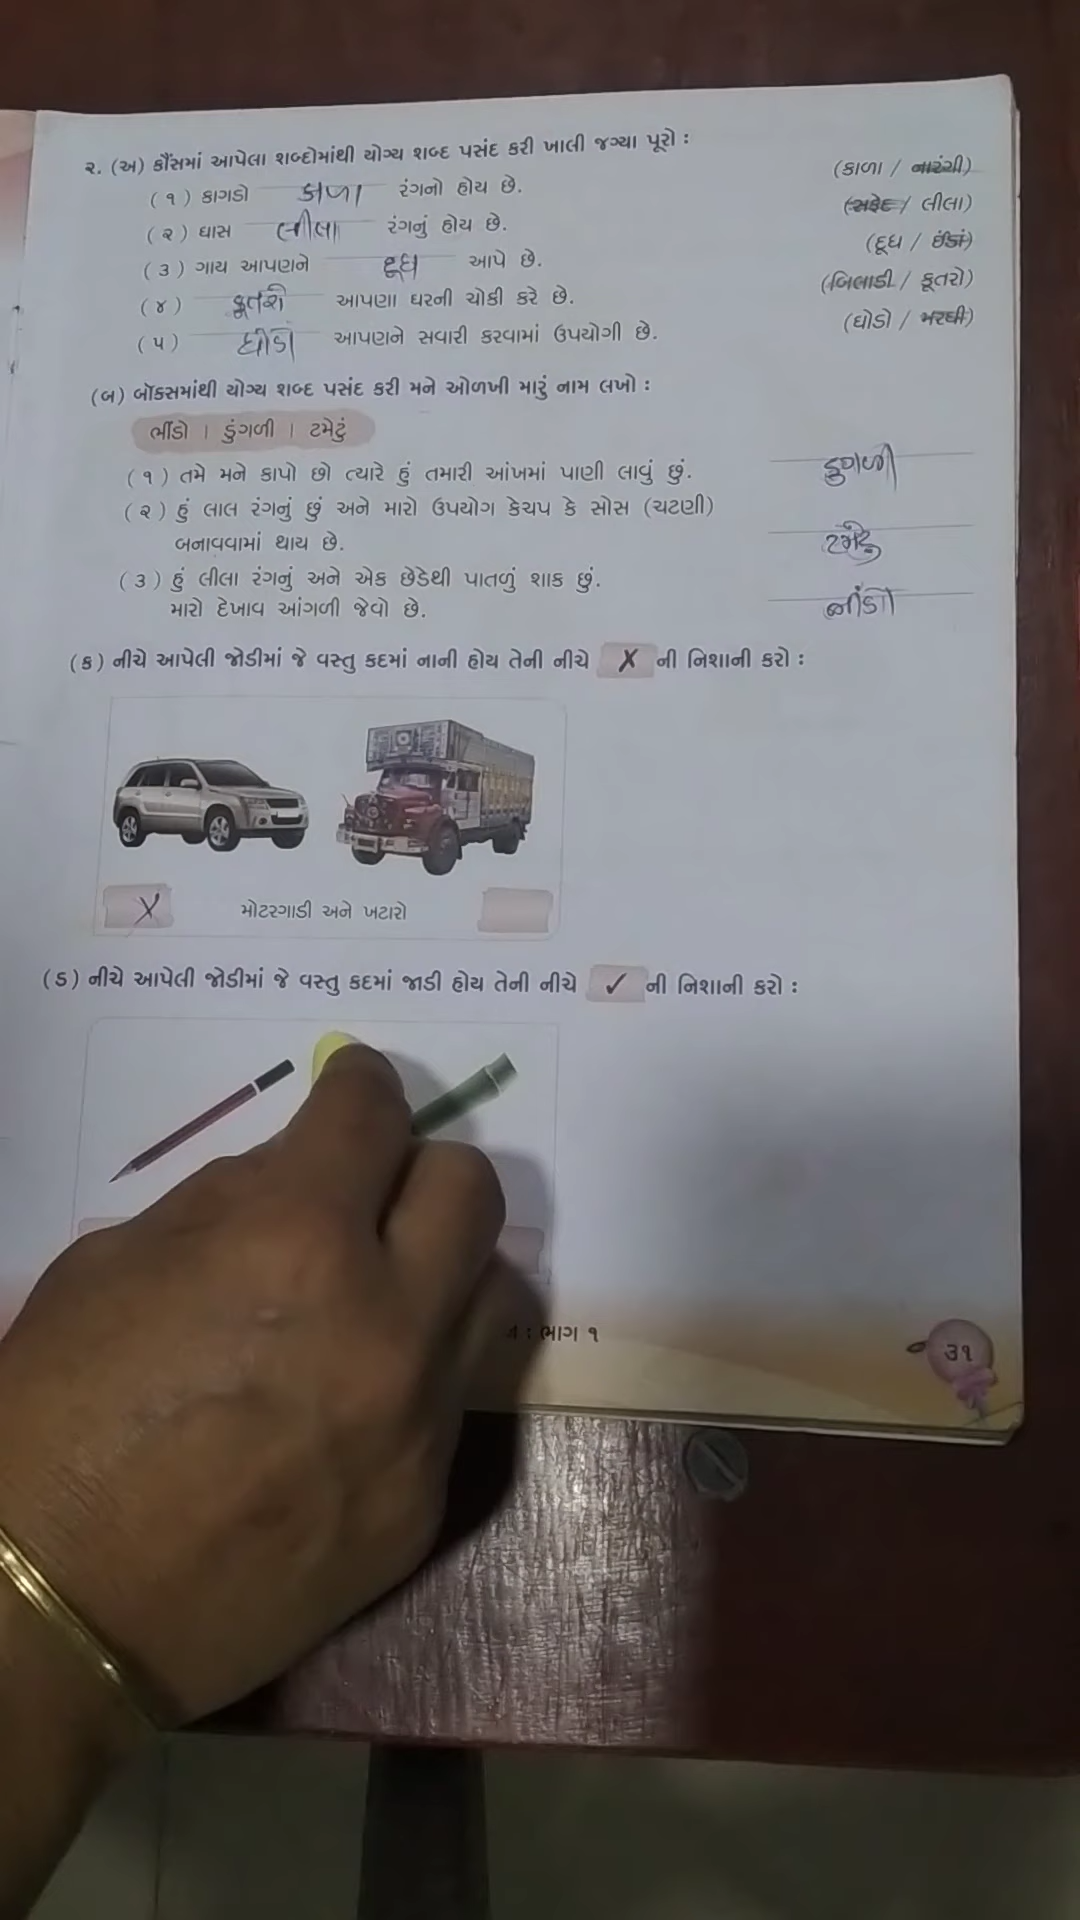 ૨. (અ) કૌંસમાં આપેલા શબ્દોમાંથી યોગ્ય શબ્દ પસંદ કરી ખાલી જગ્યા પૂરો :
(૧) કાગડો કાળા રંગનો હોય છે. (કાળા / નારંગી)
(૨) ઘાસ લીલા રંગનું હોય છે. (સફેદ / લીલા)
(૩) ગાય આપણને દૂધ આપે છે. (દૂધ / ઈંડાં)
(૪) કૂતરો આપણા ઘરની ચોકી કરે છે. (બિલાડી / કૂતરો)
(૫) ઘોડો આપણને સવારી કરવામાં ઉપયોગી છે. (ઘોડો / મરઘી)
(બ) બૉક્સમાંથી યોગ્ય શબ્દ પસંદ કરી મને ઓળખી મારું નામ લખો :
ભીંડો । ડુંગળી । ટમેટું
(૧) તમે મને કાપો છો ત્યારે હું તમારી આંખમાં પાણી લાવું છું. ડુગળી
(૨) હું લાલ રંગનું છું અને મારો ઉપયોગ કેચપ કે સોસ (ચટણી)
બનાવવામાં થાય છે. ટમેટુ
(૩) હું લીલા રંગનું અને એક છેડેથી પાતળું શાક છું.
મારો દેખાવ આંગળી જેવો છે. ભીંડો
(ક) નીચે આપેલી જોડીમાં જે વસ્તુ કદમાં નાની હોય તેની નીચે ✗ ની નિશાની કરો :
X મોટરગાડી અને ખટારો
(ડ) નીચે આપેલી જોડીમાં જે વસ્તુ કદમાં જાડી હોય તેની નીચે ✓ ની નિશાની કરો :
: ભાગ ૧
૩૧